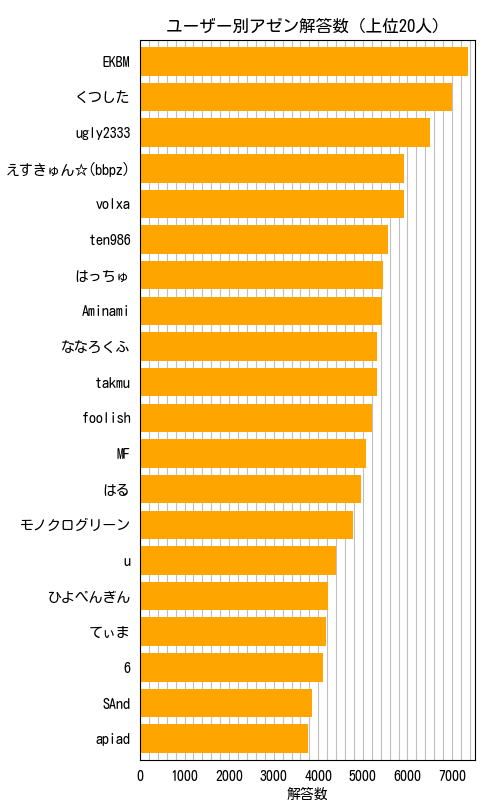 ユーザー別アゼン解答数 (上位20人)
EKBM
くつした
ugly2333
えすきゅん☆(bbpz)
volxa
ten986
はっちゅ
Aminami
ななろくふ
takmu
foolish
MF
はる
モノクログリーン
u
ひよぺんぎん
てぃま
6
SAnd
apiad
0 1000 2000 3000 4000 5000 6000 7000
解答数